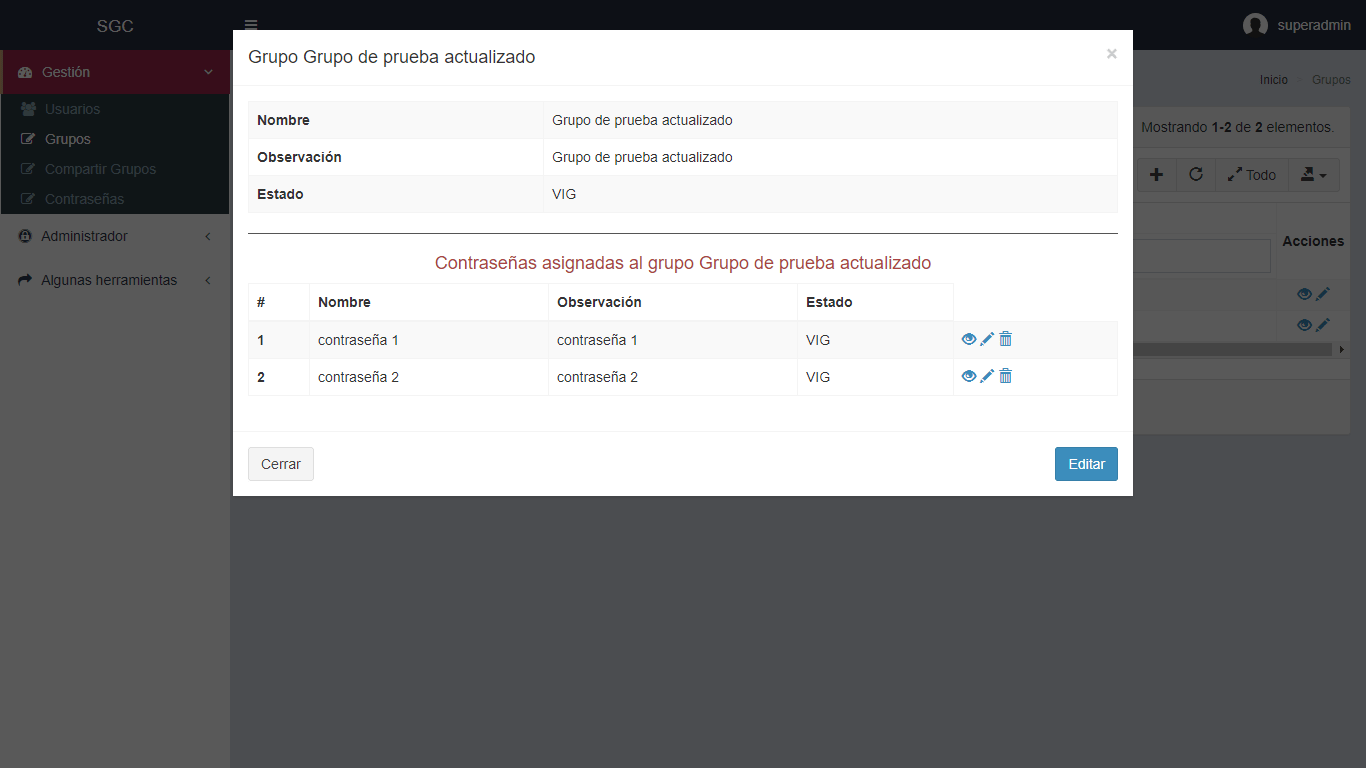 SGC
superadmin
Gestión
Usuarios
Grupos
Compartir Grupos
Contraseñas
Administrador
Algunas herramientas
Inicio Grupos
Mostrando 1-2 de 2 elementos.
Todo
Acciones
Grupo Grupo de prueba actualizado ×
Nombre Grupo de prueba actualizado
Observación Grupo de prueba actualizado
Estado VIG
Contraseñas asignadas al grupo Grupo de prueba actualizado
# Nombre Observación Estado
1 contraseña 1 contraseña 1 VIG
2 contraseña 2 contraseña 2 VIG
Cerrar Editar